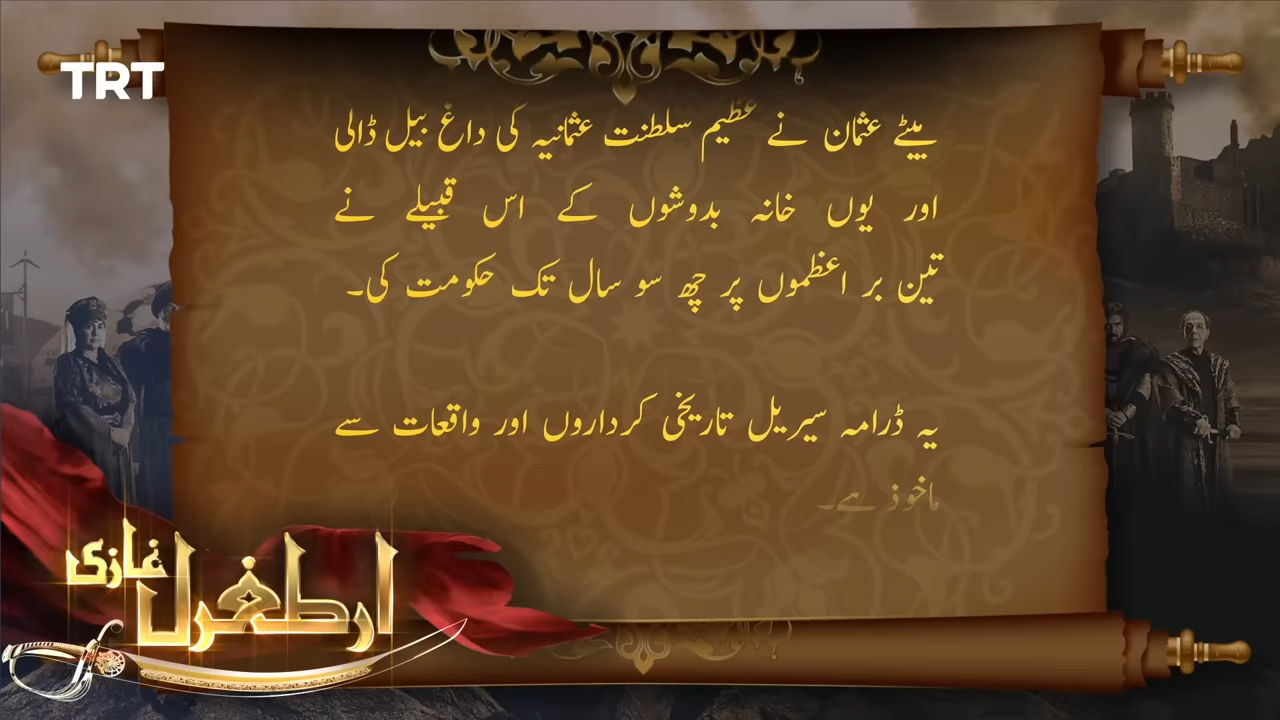 TRT
بیٹے عثمان نے عظیم سلطنت عثمانیہ کی داغ بیل ڈالی
اور یوں خانہ بدوشوں کے اس قبیلے نے
تین بر اعظموں پر چھ سو سال تک حکومت کی۔
یہ ڈرامہ سیریل تاریخی کرداروں اور واقعات سے
ماخوذ ہے۔
ارطغرل غازی